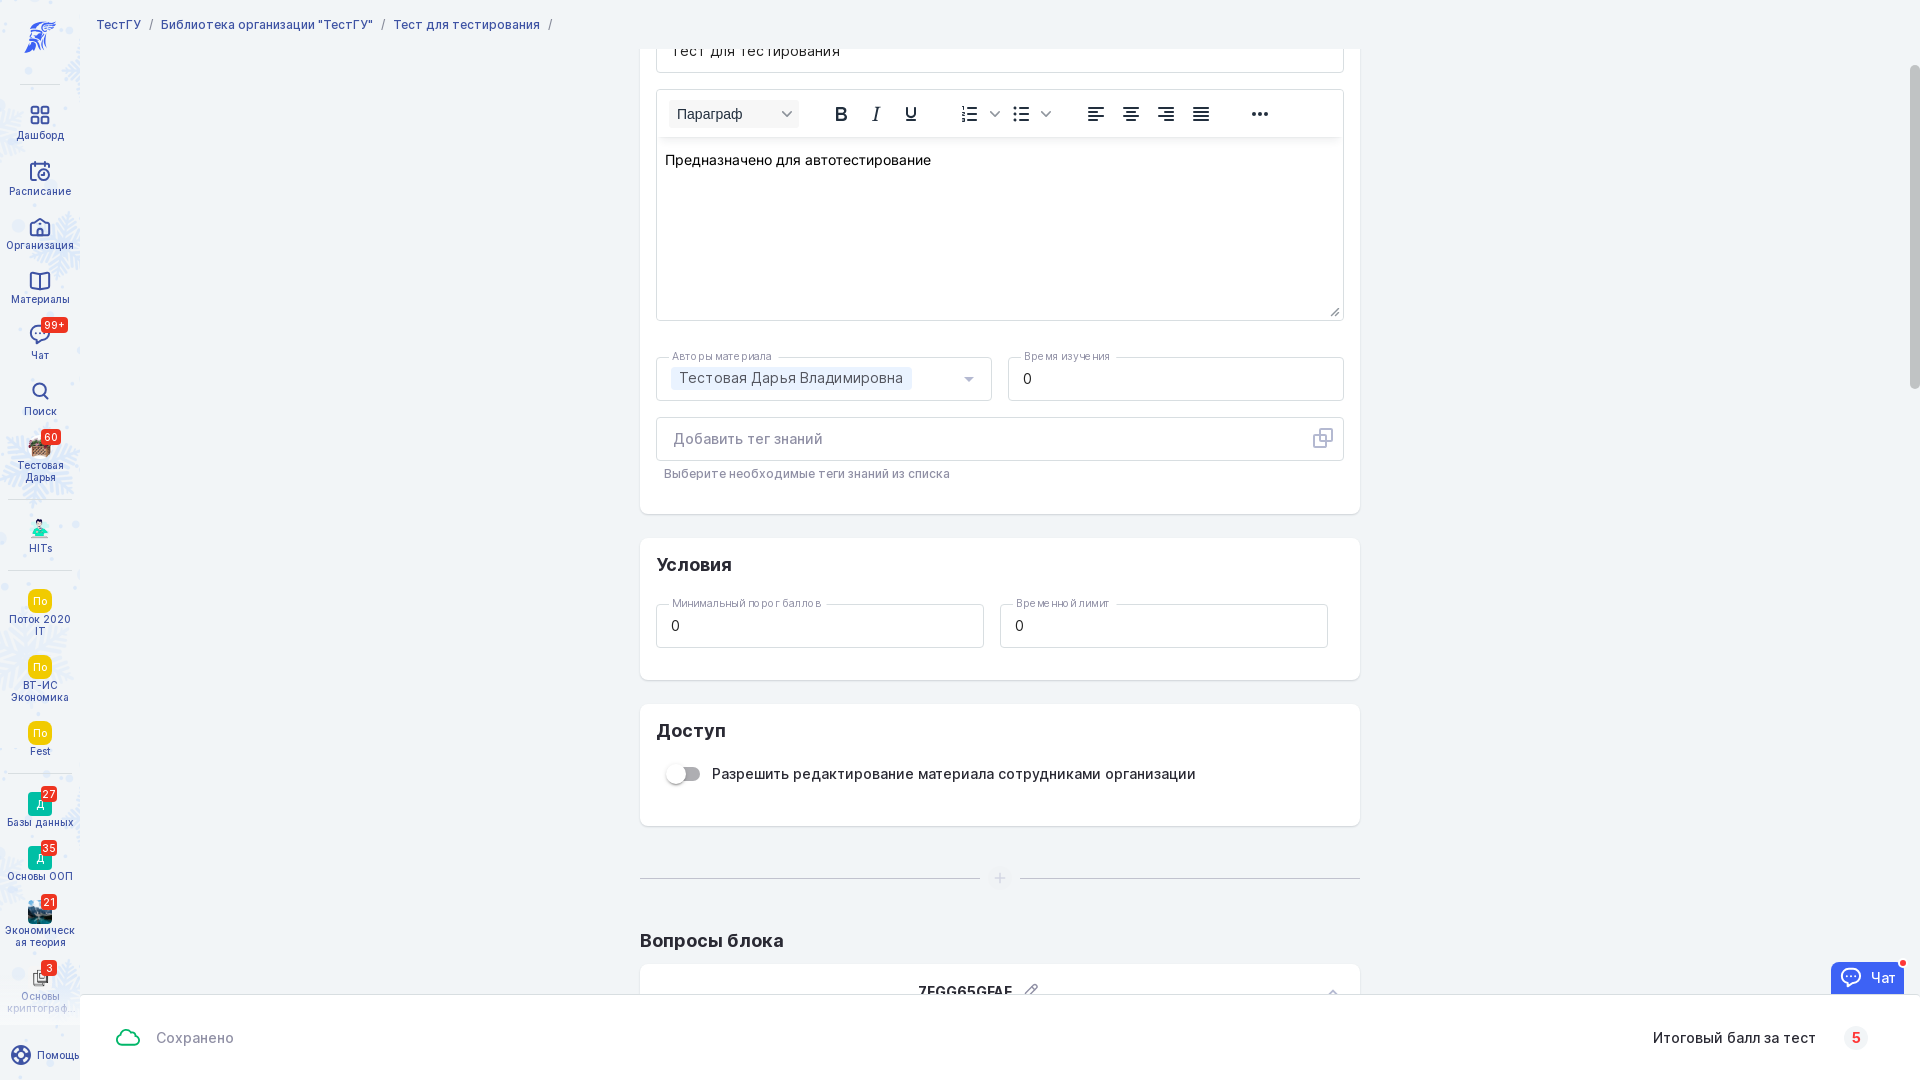 ТестГУ / Библиотека организации "ТестГУ" / Тест для тестирования /
Дашборд
Расписание
Организация
Материалы
99+
Чат
Поиск
60
Тестовая
Дарья
HITs
По
Поток 2020
IT
По
ВТ-ИС
Экономика
По
Fest
27
Д
Базы данных
35
Д
Основы ООП
21
Экономическ
ая теория
3
Основы
криптограф...
Помощь
Тест для тестирования
Параграф
Предназначено для автотестирование
Авторы материала
Тестовая Дарья Владимировна
Время изучения
0
Добавить тег знаний
Выберите необходимые теги знаний из списка
Условия
Минимальный порог баллов
0
Временной лимит
0
Доступ
Разрешить редактирование материала сотрудниками организации
Вопросы блока
Чат
Сохранено
Итоговый балл за тест 5